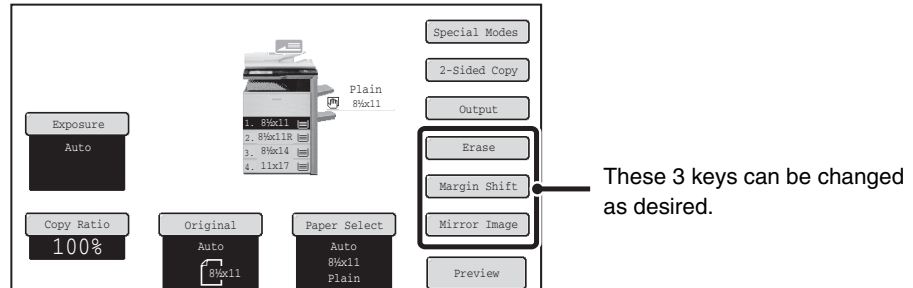 Special Modes
2-Sided Copy
Output
Erase
Margin Shift
Mirror Image
Preview
Plain
8½x11
1. 8½x11
2. 8½x11R
3. 8½x14
4. 11x17
Exposure
Auto
Copy Ratio
100%
Original
Auto
8½x11
Paper Select
Auto
8½x11
Plain
These 3 keys can be changed
as desired.